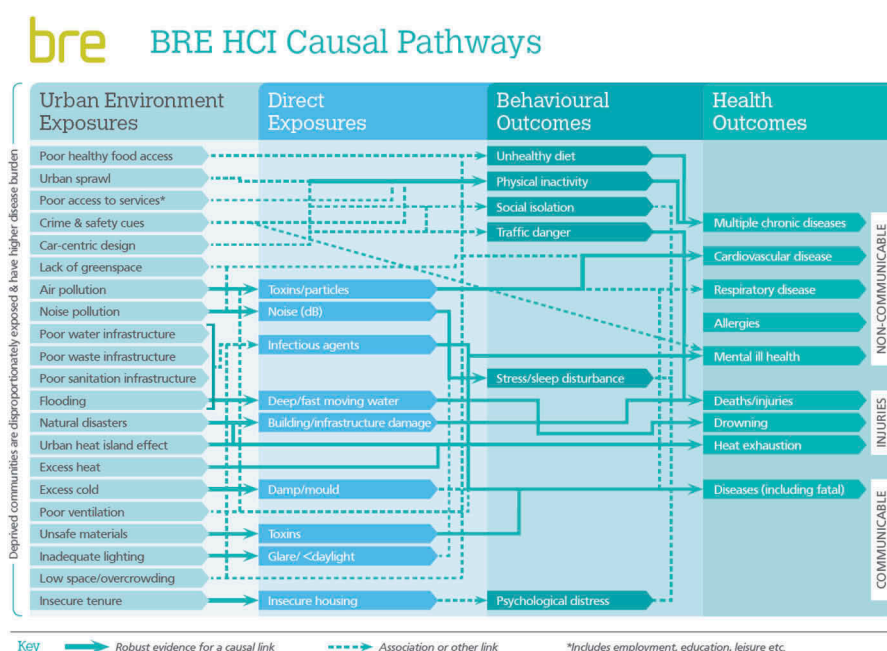 bre
BRE HCI Causal Pathways
Urban Environment
Exposures
Direct
Exposures
Behavioural
Outcomes
Health
Outcomes
Deprived communities are disproportionately exposed & have higher disease burden
Poor healthy food access
Urban sprawl
Poor access to services*
Crime & safety cues
Car-centric design
Lack of greenspace
Air pollution
Noise pollution
Poor water infrastructure
Poor waste infrastructure
Poor sanitation infrastructure
Flooding
Natural disasters
Urban heat island effect
Excess heat
Excess cold
Poor ventilation
Unsafe materials
Inadequate lighting
Low space/overcrowding
Insecure tenure
Toxins/particles
Noise (dB)
Infectious agents
Deep/fast moving water
Building/infrastructure damage
Damp/mould
Toxins
Glare/ <daylight
Insecure housing
Unhealthy diet
Physical inactivity
Social isolation
Traffic danger
Stress/sleep disturbance
Psychological distress
Multiple chronic diseases
Cardiovascular disease
Respiratory disease
Allergies
Mental ill health
Deaths/injuries
Drowning
Heat exhaustion
Diseases (including fatal)
NON-COMMUNICABLE
INJURIES
COMMUNICABLE
Key
Robust evidence for a causal link
Association or other link
*Includes employment, education, leisure etc.